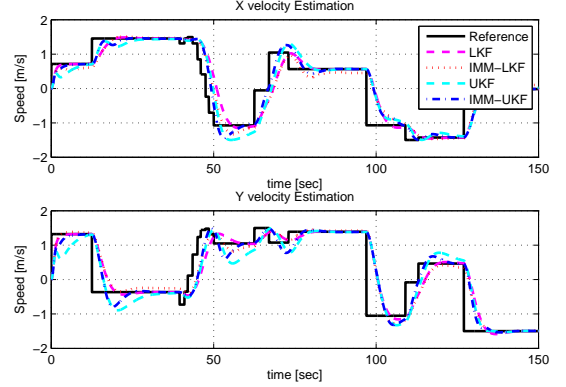 X velocity Estimation
2
1
0
−1
−2
Speed [m/s]
Reference
LKF
IMM−LKF
UKF
IMM−UKF
0
50
100
150
time [sec]
Y velocity Estimation
2
1
0
−1
−2
Speed [m/s]
0
50
100
150
time [sec]